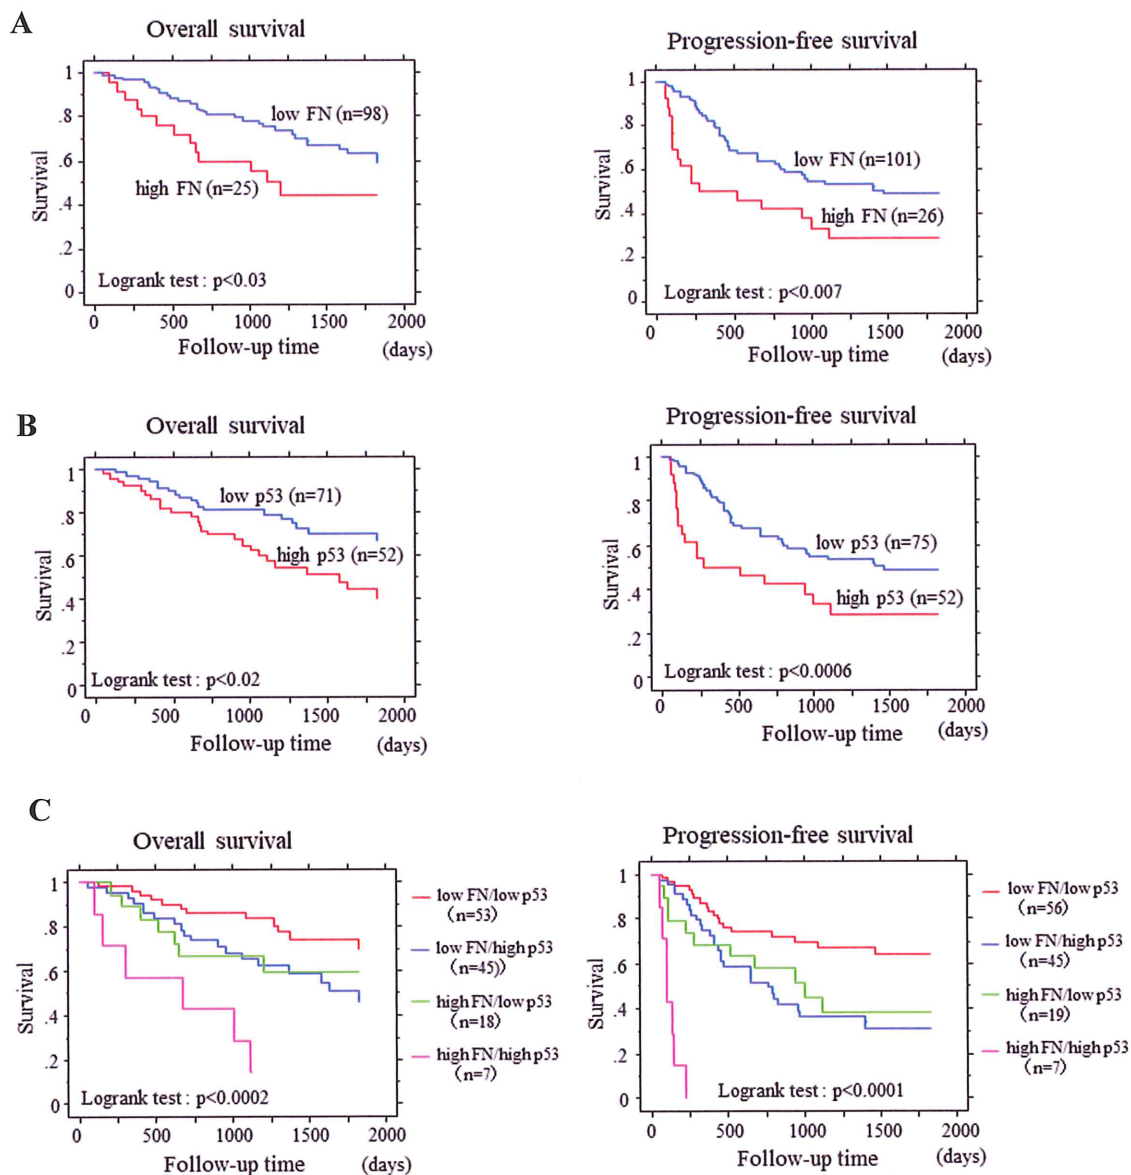 A
Overall survival
Survival
1
.8
.6
.4
.2
0
low FN (n=98)
high FN (n=25)
Logrank test : p<0.03
0 500 1000 1500 2000
Follow-up time (days)
Progression-free survival
Survival
1
.8
.6
.4
.2
0
low FN (n=101)
high FN (n=26)
Logrank test : p<0.007
0 500 1000 1500 2000
Follow-up time (days)
B
Overall survival
Survival
1
.8
.6
.4
.2
0
low p53 (n=71)
high p53 (n=52)
Logrank test : p<0.02
0 500 1000 1500 2000
Follow-up time (days)
Progression-free survival
Survival
1
.8
.6
.4
.2
0
low p53 (n=75)
high p53 (n=52)
Logrank test : p<0.0006
0 500 1000 1500 2000
Follow-up time (days)
C
Overall survival
Survival
1
.8
.6
.4
.2
0
Logrank test : p<0.0002
0 500 1000 1500 2000
Follow-up time (days)
low FN/low p53
(n=53)
low FN/high p53
(n=45))
high FN/low p53
(n=18)
high FN/high p53
(n=7)
Progression-free survival
Survival
1
.8
.6
.4
.2
0
Logrank test : p<0.0001
0 500 1000 1500 2000
Follow-up time (days)
low FN/low p53
(n=56)
low FN/high p53
(n=45)
high FN/low p53
(n=19)
high FN/high p53
(n=7)